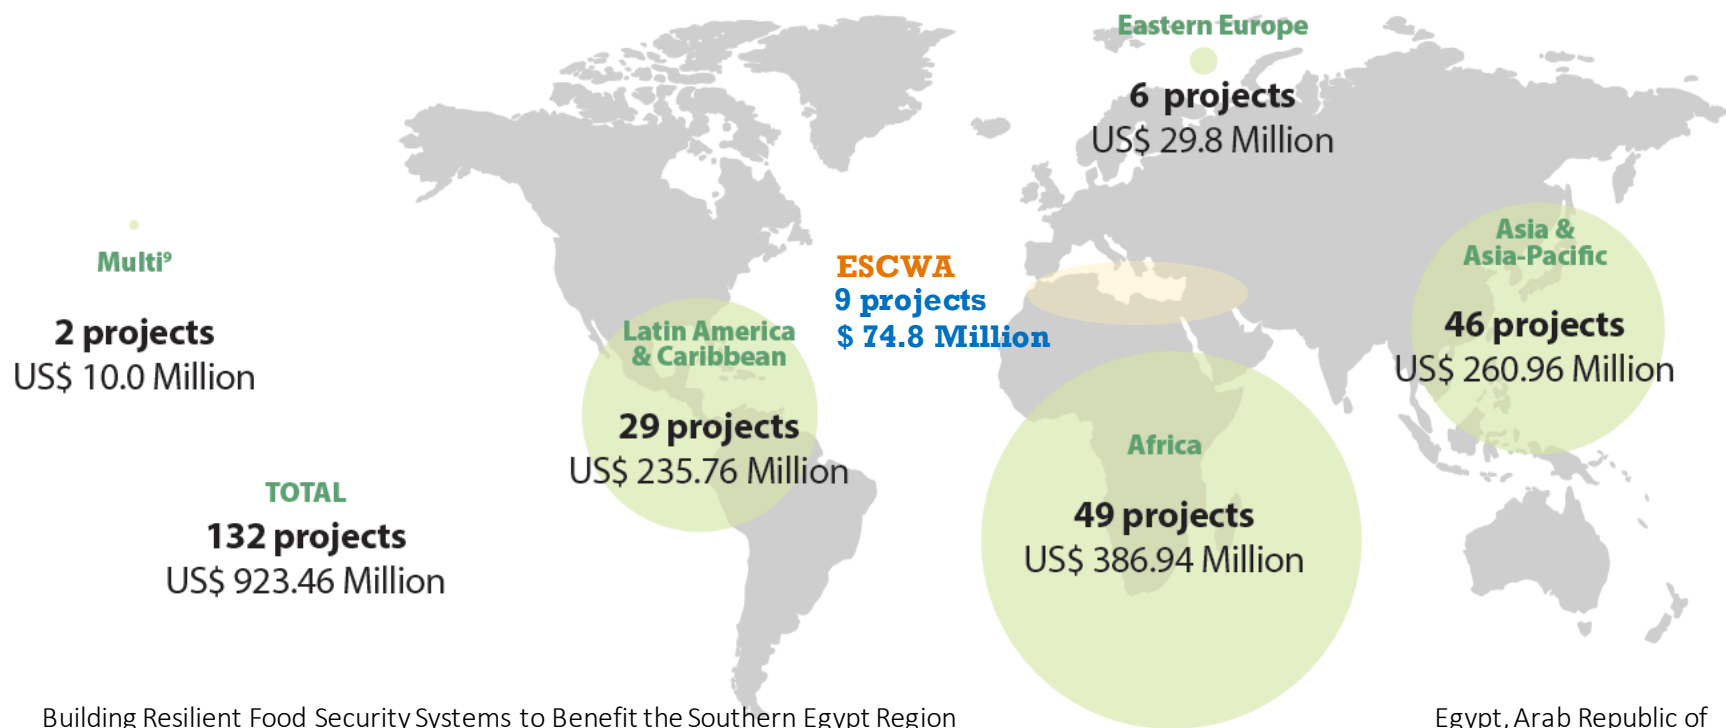 Eastern Europe
6 projects
US$ 29.8 Million
Multi⁹
2 projects
US$ 10.0 Million
ESCWA
9 projects
$ 74.8 Million
Asia &
Asia-Pacific
46 projects
US$ 260.96 Million
Latin America
& Caribbean
29 projects
US$ 235.76 Million
Africa
49 projects
US$ 386.94 Million
TOTAL
132 projects
US$ 923.46 Million
Building Resilient Food Security Systems to Benefit the Southern Egypt Region
Egypt, Arab Republic of